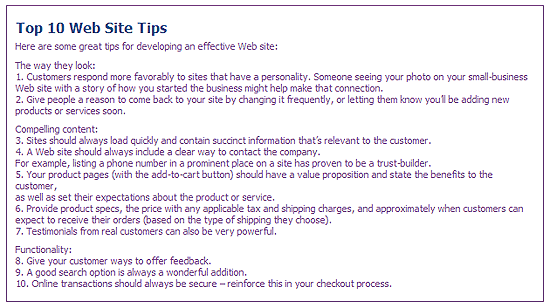 Top 10 Web Site Tips
Here are some great tips for developing an effective Web site:
The way they look:
1. Customers respond more favorably to sites that have a personality. Someone seeing your photo on your small-business
Web site with a story of how you started the business might help make that connection.
2. Give people a reason to come back to your site by changing it frequently, or letting them know you'll be adding new
products or services soon.
Compelling content:
3. Sites should always load quickly and contain succinct information that's relevant to the customer.
4. A Web site should always include a clear way to contact the company.
For example, listing a phone number in a prominent place on a site has proven to be a trust-builder.
5. Your product pages (with the add-to-cart button) should have a value proposition and state the benefits to the
customer,
as well as set their expectations about the product or service.
6. Provide product specs, the price with any applicable tax and shipping charges, and approximately when customers can
expect to receive their orders (based on the type of shipping they choose).
7. Testimonials from real customers can also be very powerful.
Functionality:
8. Give your customer ways to offer feedback.
9. A good search option is always a wonderful addition.
10. Online transactions should always be secure – reinforce this in your checkout process.